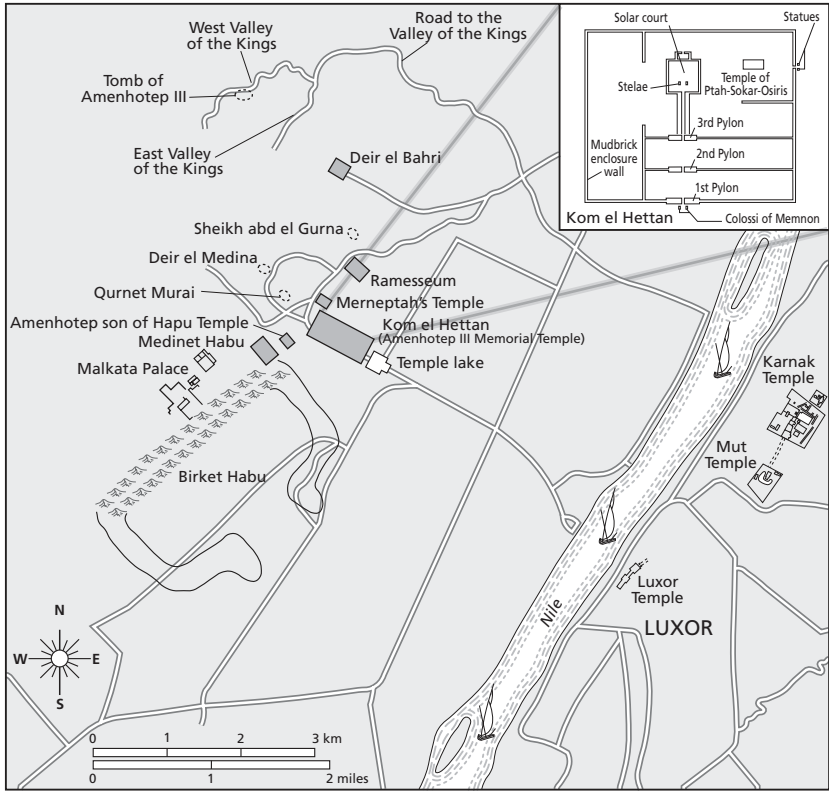 West Valley
of the Kings
Road to the
Valley of the Kings
Tomb of
Amenhotep III
East Valley
of the Kings
Deir el Bahri
Sheikh abd el Gurna
Deir el Medina
Qurnet Murai
Ramesseum
Merneptah's Temple
Amenhotep son of Hapu Temple
Kom el Hettan
(Amenhotep III Memorial Temple)
Medinet Habu
Temple lake
Malkata Palace
Birket Habu
Karnak
Temple
Mut
Temple
Luxor
Temple
LUXOR
Nile
N
W
E
S
0 1 2 3 km
0 1 2 miles
Solar court
Statues
Stelae
Temple of
Ptah-Sokar-Osiris
3rd Pylon
Mudbrick
enclosure
wall
2nd Pylon
1st Pylon
Kom el Hettan
Colossi of Memnon